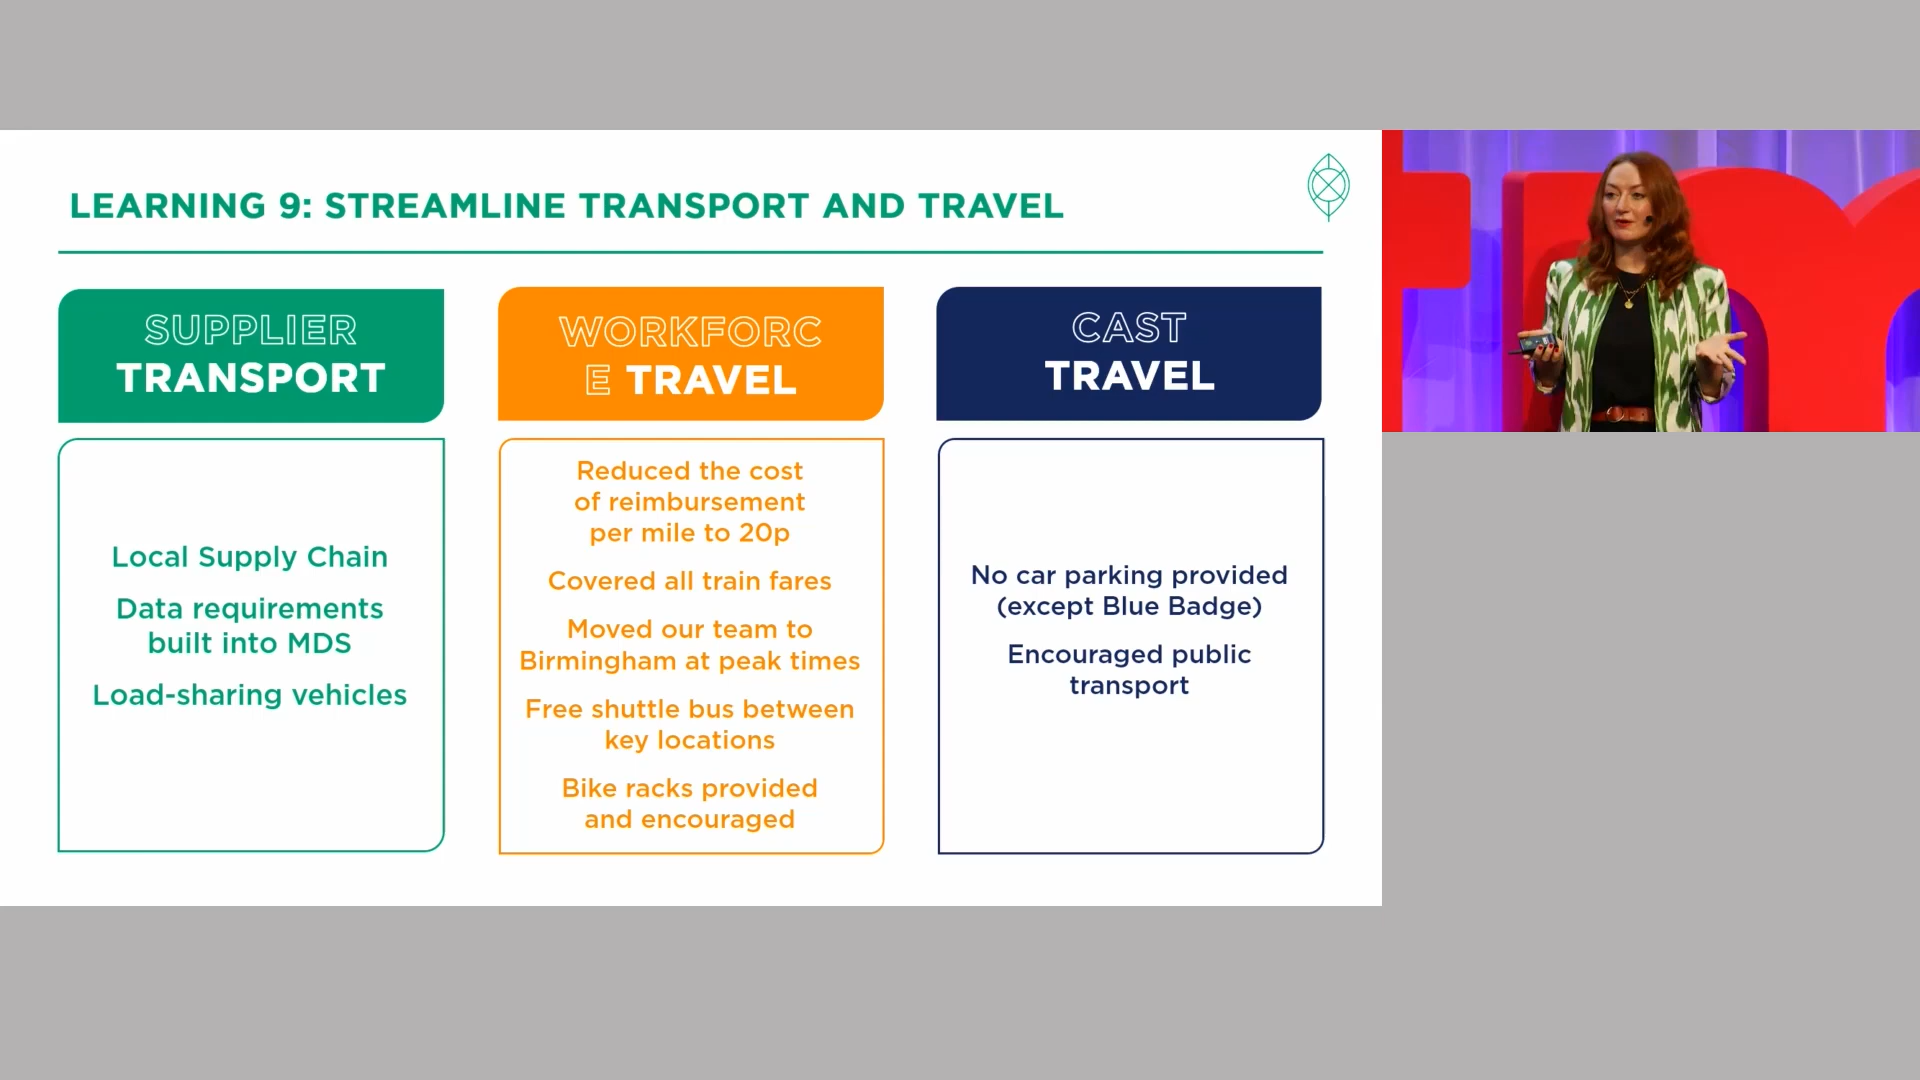 LEARNING 9: STREAMLINE TRANSPORT AND TRAVEL
SUPPLIER
TRANSPORT
Local Supply Chain
Data requirements
built into MDS
Load-sharing vehicles
WORKFORC
E TRAVEL
Reduced the cost
of reimbursement
per mile to 20p
Covered all train fares
Moved our team to
Birmingham at peak times
Free shuttle bus between
key locations
Bike racks provided
and encouraged
CAST
TRAVEL
No car parking provided
(except Blue Badge)
Encouraged public
transport